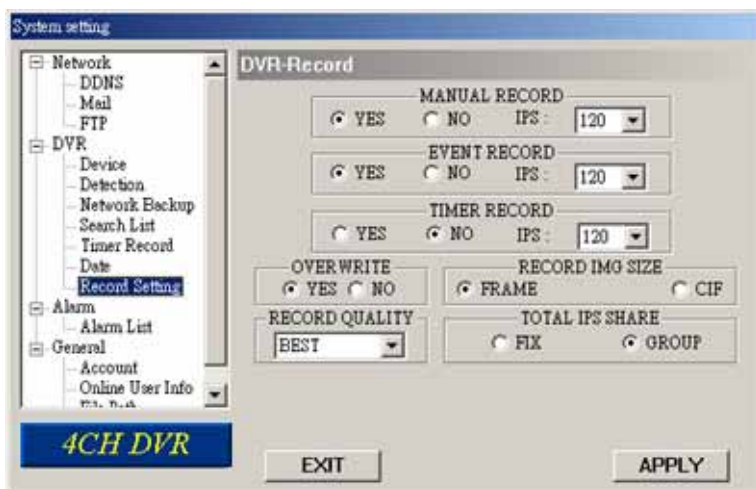 System setting
Network
DDNS
Mail
FTP
DVR
Device
Detection
Network Backup
Search List
Timer Record
Date
Record Setting
Alarm
Alarm List
General
Account
Online User Info
4CH DVR
DVR-Record
MANUAL RECORD
YES NO IPS : 120
EVENT RECORD
YES NO IPS : 120
TIMER RECORD
YES NO IPS : 120
OVERWRITE
YES NO
RECORD IMG SIZE
FRAME CIF
RECORD QUALITY
BEST
TOTAL IPS SHARE
FIX GROUP
EXIT APPLY